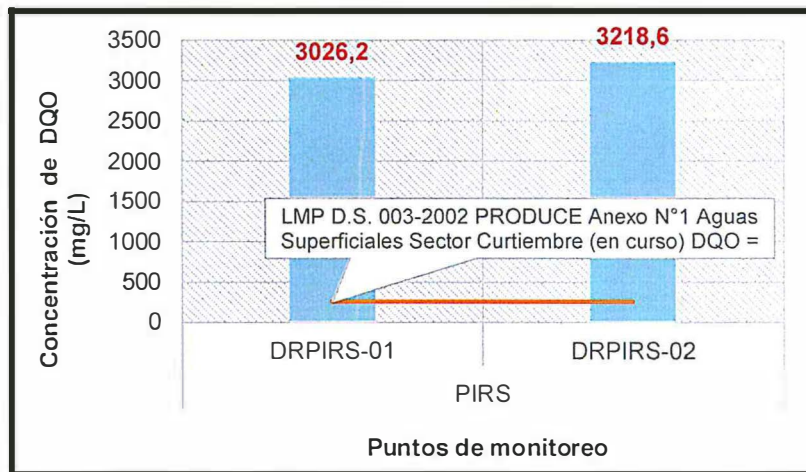 Concentración de DQO
(mg/L)
3500
3000
2500
2000
1500
1000
500
0
3026,2
3218,6
LMP D.S. 003-2002 PRODUCE Anexo N°1 Aguas
Superficiales Sector Curtiembre (en curso) DQO =
DRPIRS-01
DRPIRS-02
PIRS
Puntos de monitoreo